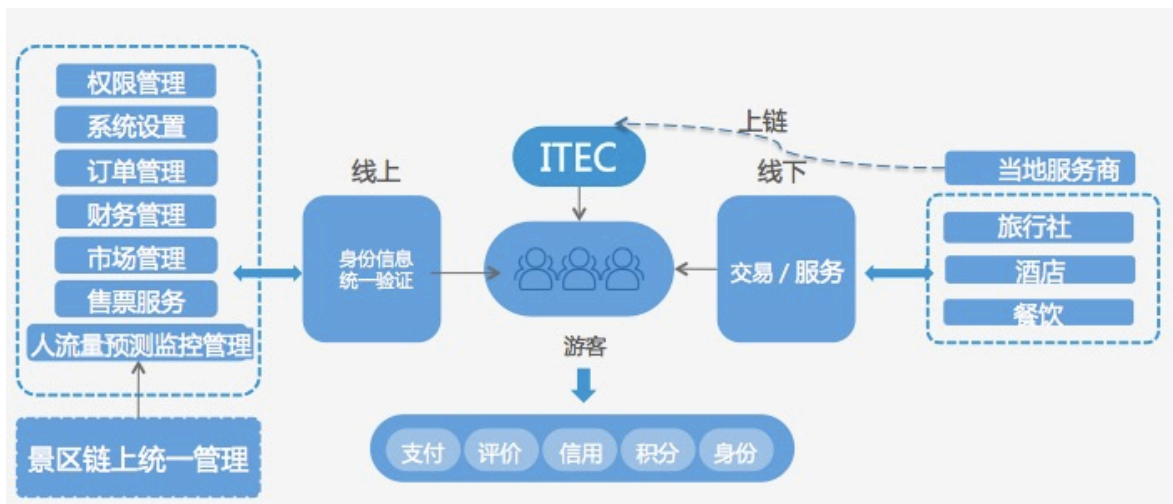 权限管理
系统设置
订单管理
财务管理
市场管理
售票服务
人流量预测监控管理
景区链上统一管理
线上
身份信息
统一验证
ITEC
游客
支付
评价
信用
积分
身份
线下
交易 / 服务
上链
当地服务商
旅行社
酒店
餐饮